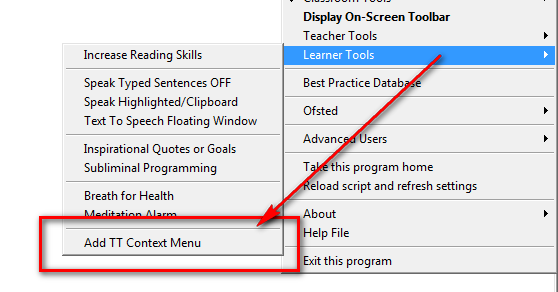 Classroom Tools
Display On-Screen Toolbar
Teacher Tools
Learner Tools
Best Practice Database
Ofsted
Advanced Users
Take this program home
Reload script and refresh settings
About
Help File
Exit this program
Increase Reading Skills
Speak Typed Sentences OFF
Speak Highlighted/Clipboard
Text To Speech Floating Window
Inspirational Quotes or Goals
Subliminal Programming
Breath for Health
Meditation Alarm
Add TT Context Menu